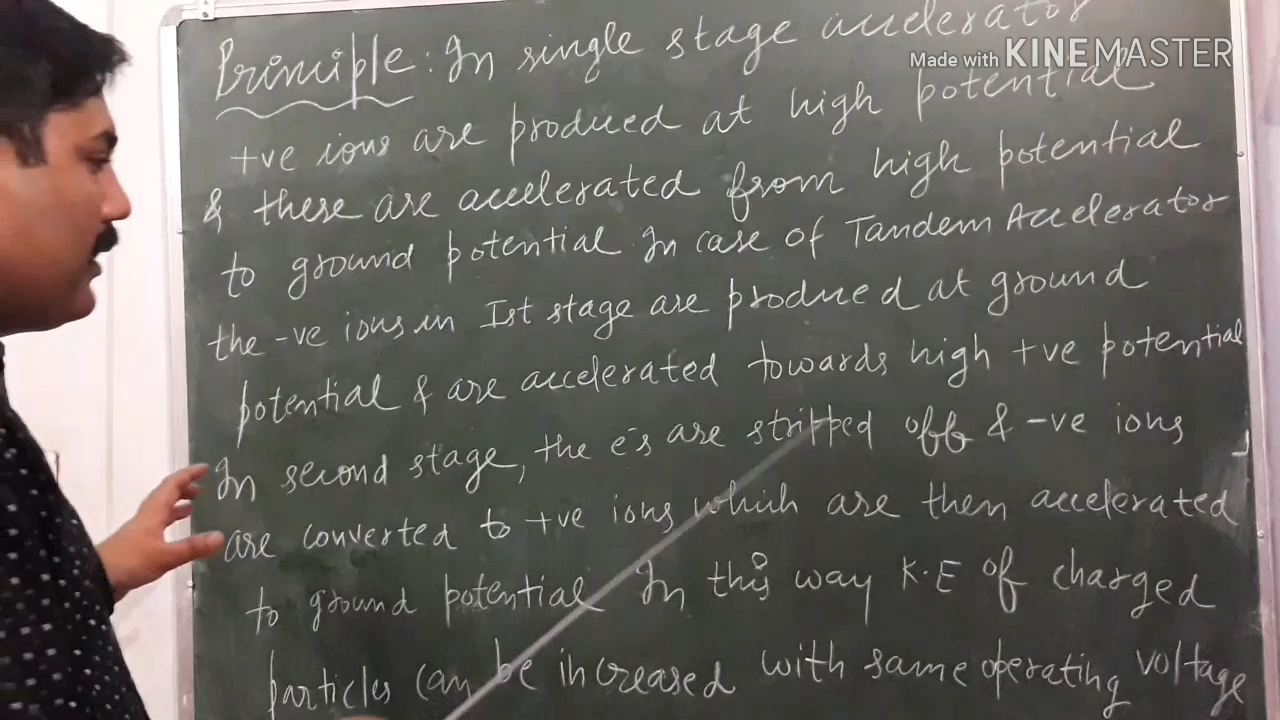 Principle: In single stage accelerator
Made with KINEMASTER
+ve ions are produced at high potential
& these are accelerated from high potential
to ground potential. In case of Tandem Accelerator
the -ve ions in Ist stage are produced at ground
potential & are accelerated towards high +ve potential
In second stage, the e⁻s are stripped off & -ve ions
are converted to +ve ions which are then accelerated
to ground potential In this way K.E of charged
particles can be increased with same operating voltage